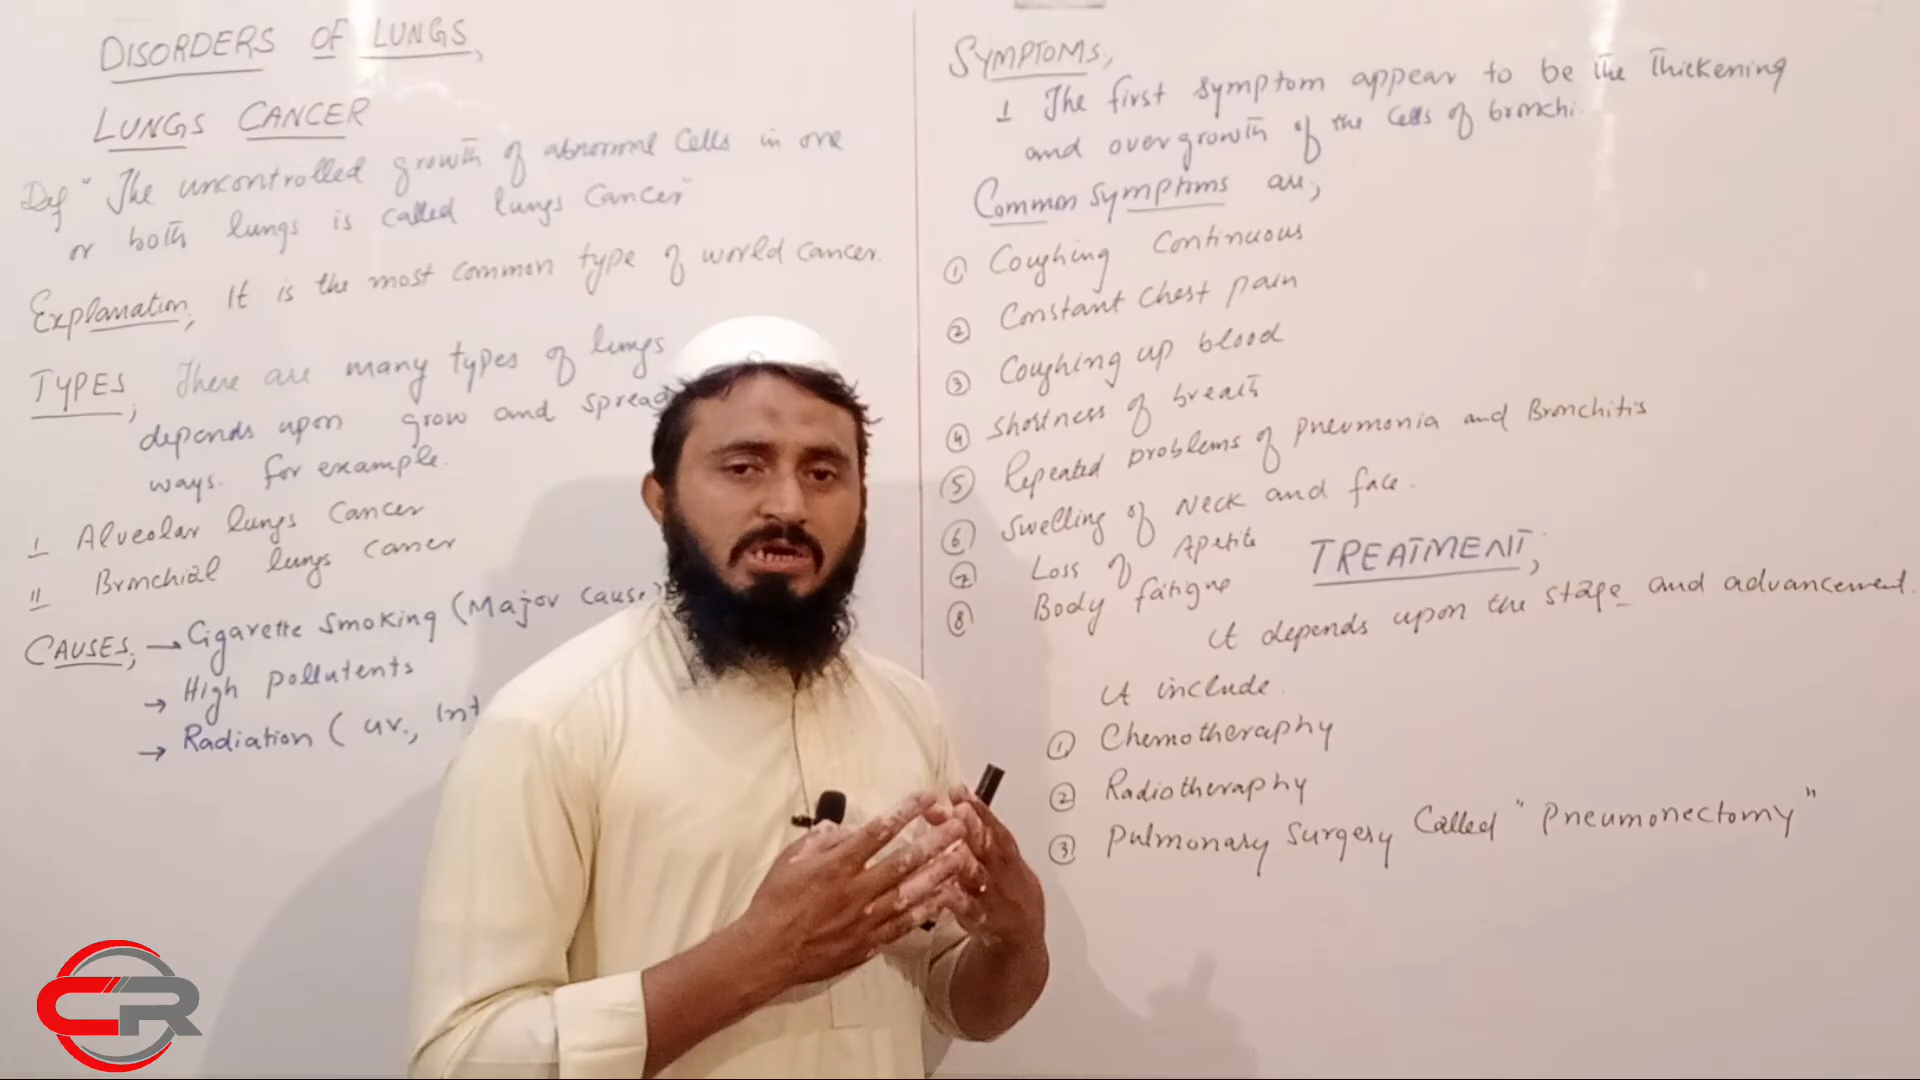 DISORDERS OF LUNGS,
LUNGS CANCER
Def " The uncontrolled growth of abnormal cells in one
or both lungs is called lungs cancer"
Explanation; It is the most common type of world cancer.
TYPES; There are many types of lungs
depends upon grow and spread
ways. for example.
I Alveolar lungs cancer
II Bronchial lungs cancer
CAUSES; → Cigarette smoking (Major cause)
→ High pollutents
→ Radiation ( uv., Int
SYMPTOMS,
1 The first symptom appear to be the thickening
and overgrowth of the cells of bronchi.
Common symptoms are;
① Coughing continuous
② Constant chest pain
③ Coughing up blood
④ shortness of breath
⑤ Repeated problems of pneumonia and Bronchitis
⑥ Swelling of Neck and face.
⑦ Loss of Apetite
⑧ Body fatigue
TREATMENT;
It depends upon the stage and advancement.
It include.
① Chemotheraphy
② Radiotheraphy
③ Pulmonary surgery called "Pneumonectomy"
CR